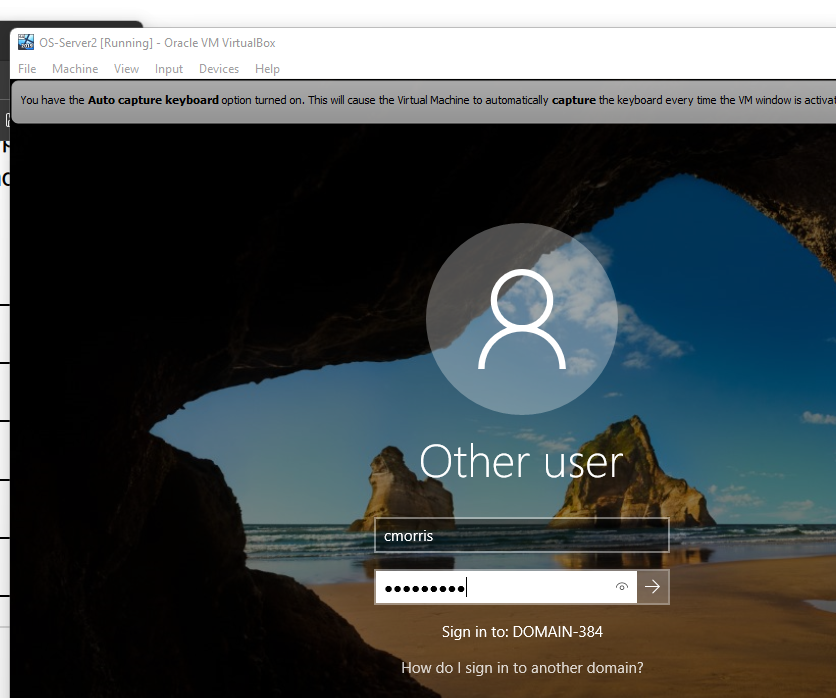 OS-Server2 [Running] - Oracle VM VirtualBox
File Machine View Input Devices Help
You have the Auto capture keyboard option turned on. This will cause the Virtual Machine to automatically capture the keyboard every time the VM window is activat
Other user
cmorris
●●●●●●●●●
Sign in to: DOMAIN-384
How do I sign in to another domain?